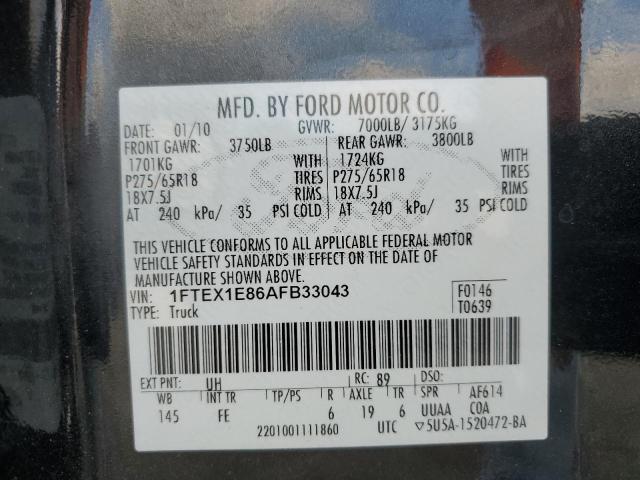 MFD. BY FORD MOTOR CO.
DATE: 01/10 GVWR: 7000LB/ 3175KG
FRONT GAWR: 3750LB REAR GAWR: 3800LB
1701KG WITH 1724KG WITH
P275/65R18 TIRES P275/65R18 TIRES
18X7.5J RIMS 18X7.5J RIMS
AT 240 kPa/ 35 PSI COLD AT 240 kPa/ 35 PSI COLD
THIS VEHICLE CONFORMS TO ALL APPLICABLE FEDERAL MOTOR
VEHICLE SAFETY STANDARDS IN EFFECT ON THE DATE OF
MANUFACTURE SHOWN ABOVE.
VIN: 1FTEX1E86AFB33043 F0146
TYPE: Truck T0639
EXT PNT: UH RC: 89 DSO:
WB INT TR TP/PS R AXLE TR SPR AF614
145 FE 6 19 6 UUAA COA
2201001111860 UTC ▽5U5A-1520472-BA